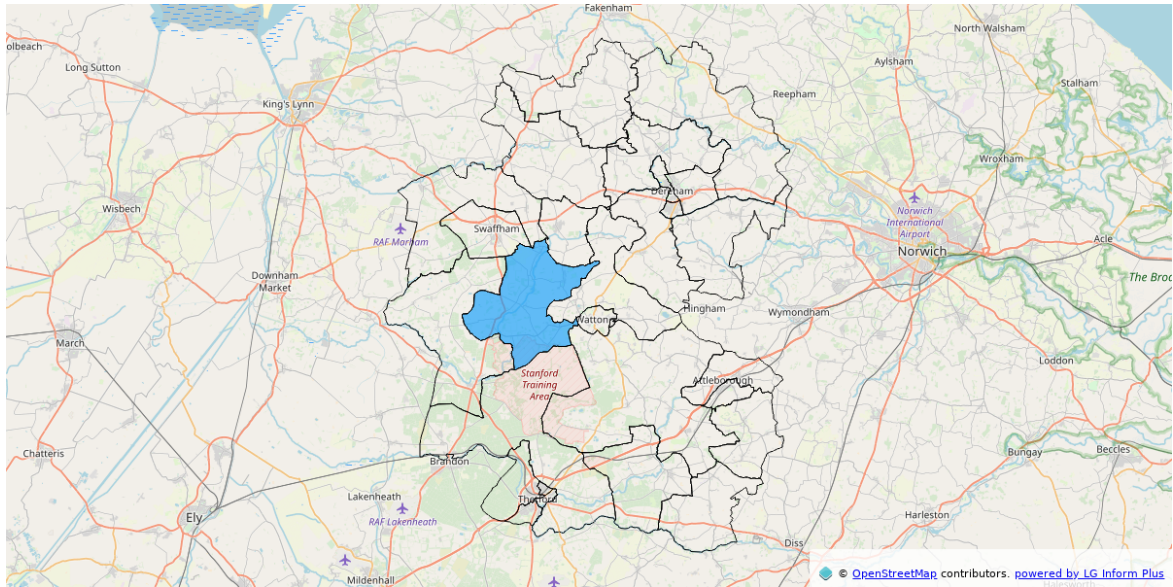 Fakenham
North Walsham
olbeach
Long Sutton
Aylsham
Stalham
King's Lynn
Reepham
Wroxham
Wisbech
Dereham
Norwich
International
Airport
Swaffham
RAF Marham
Acle
Norwich
The Broa
Downham
Market
Hingham
Wymondham
Watton
March
Loddon
Stanford
Training
Area
Attleborough
Chatteris
Brandon
Bungay
Beccles
Lakenheath
Thetford
RAF Lakenheath
Ely
Harleston
Diss
Mildenhall
© OpenStreetMap contributors. powered by LG Inform Plus